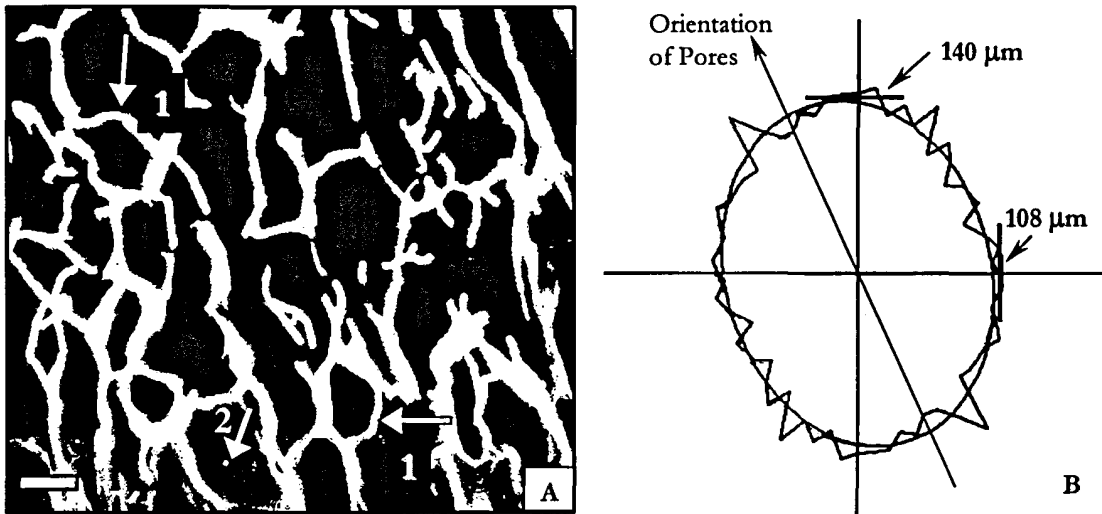 1
2
1
A
Orientation
of Pores
140 μm
108 μm
B